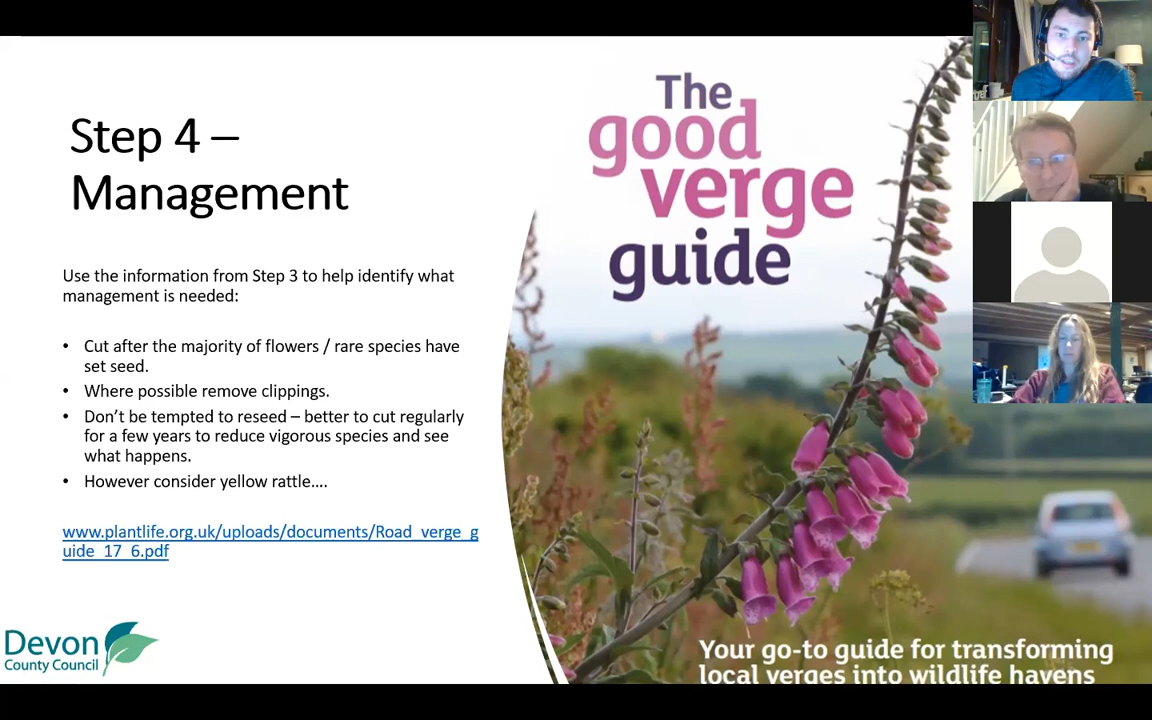 Step 4 –
Management
Use the information from Step 3 to help identify what
management is needed:
• Cut after the majority of flowers / rare species have
set seed.
• Where possible remove clippings.
• Don't be tempted to reseed – better to cut regularly
for a few years to reduce vigorous species and see
what happens.
• However consider yellow rattle....
www.plantlife.org.uk/uploads/documents/Road_verge_g
uide_17_6.pdf
Devon
County Council
The
good
verge
guide
Your go-to guide for transforming
local verges into wildlife havens